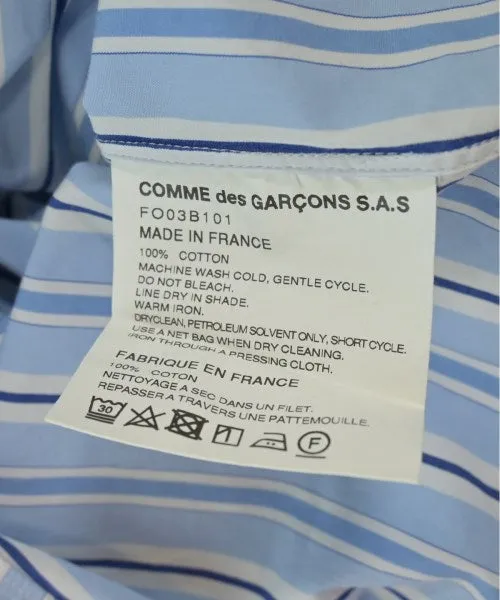 COMME des GARÇONS S.A.S
FO03B101
MADE IN FRANCE
100% COTTON
MACHINE WASH COLD, GENTLE CYCLE.
DO NOT BLEACH.
LINE DRY IN SHADE.
WARM IRON.
DRYCLEAN, PETROLEUM SOLVENT ONLY, SHORT CYCLE.
USE A NET BAG WHEN DRY CLEANING.
IRON THROUGH A PRESSING CLOTH.
FABRIQUE EN FRANCE
100% COTON
NETTOYAGE A SEC DANS UN FILET.
REPASSER A TRAVERS UNE PATTEMOUILLE.
30 F